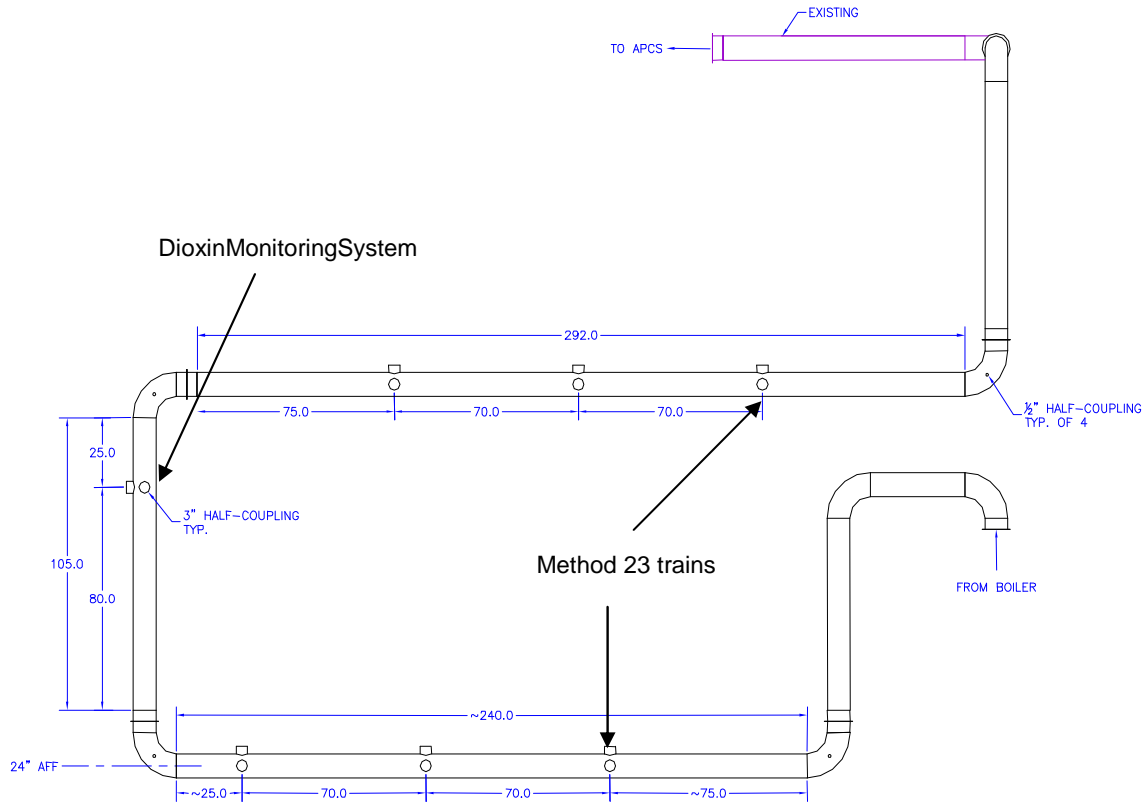 EXISTING
TO APCS
DioxinMonitoringSystem
292.0
75.0
70.0
70.0
½" HALF-COUPLING
TYP. OF 4
25.0
3" HALF-COUPLING
TYP.
105.0
80.0
Method 23 trains
FROM BOILER
~240.0
24" AFF
~25.0
70.0
70.0
~75.0